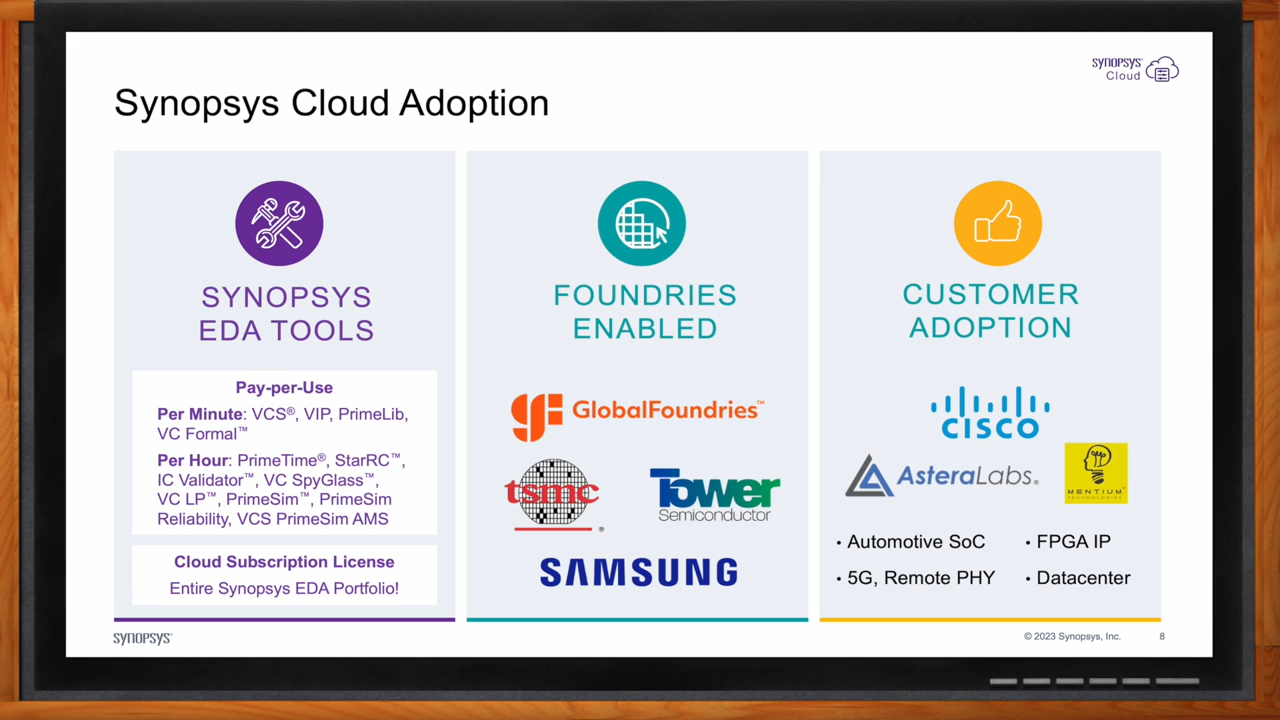 SYNOPSYS®
Cloud
Synopsys Cloud Adoption
SYNOPSYS
EDA TOOLS
Pay-per-Use
Per Minute: VCS®, VIP, PrimeLib,
VC Formal™
Per Hour: PrimeTime®, StarRC™,
IC Validator™, VC SpyGlass™,
VC LP™, PrimeSim™, PrimeSim
Reliability, VCS PrimeSim AMS
Cloud Subscription License
Entire Synopsys EDA Portfolio!
FOUNDRIES
ENABLED
GF GlobalFoundries™
tsmc®
Tower
Semiconductor
SAMSUNG
CUSTOMER
ADOPTION
CISCO
AsteraLabs®
MENTIUM™
TECHNOLOGIES
• Automotive SoC
• FPGA IP
• 5G, Remote PHY
• Datacenter
SYNOPSYS®
© 2023 Synopsys, Inc.
8